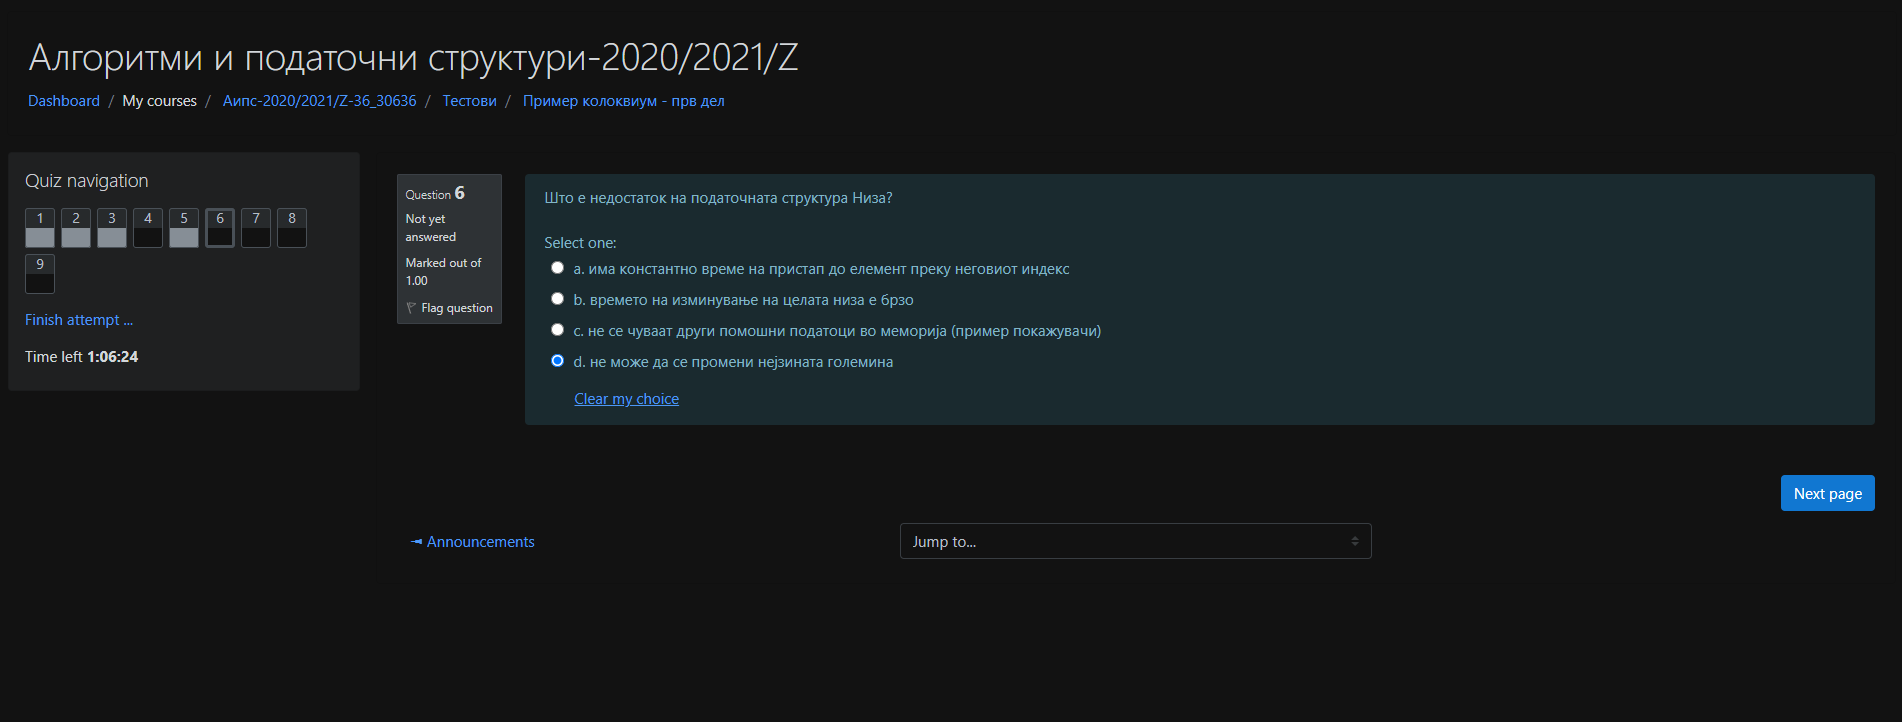 Алгоритми и податочни структури-2020/2021/Z
Dashboard / My courses / Аипс-2020/2021/Z-36_30636 / Тестови / Пример колоквиум - прв дел
Quiz navigation
1 2 3 4 5 6 7 8
9
Finish attempt ...
Time left 1:06:24
Question 6
Not yet
answered
Marked out of
1.00
Flag question
Што е недостаток на податочната структура Низа?
Select one:
a. има константно време на пристап до елемент преку неговиот индекс
b. времето на изминување на целата низа е брзо
c. не се чуваат други помошни податоци во меморија (пример покажувачи)
d. не може да се промени нејзината големина
Clear my choice
Next page
◄ Announcements
Jump to...